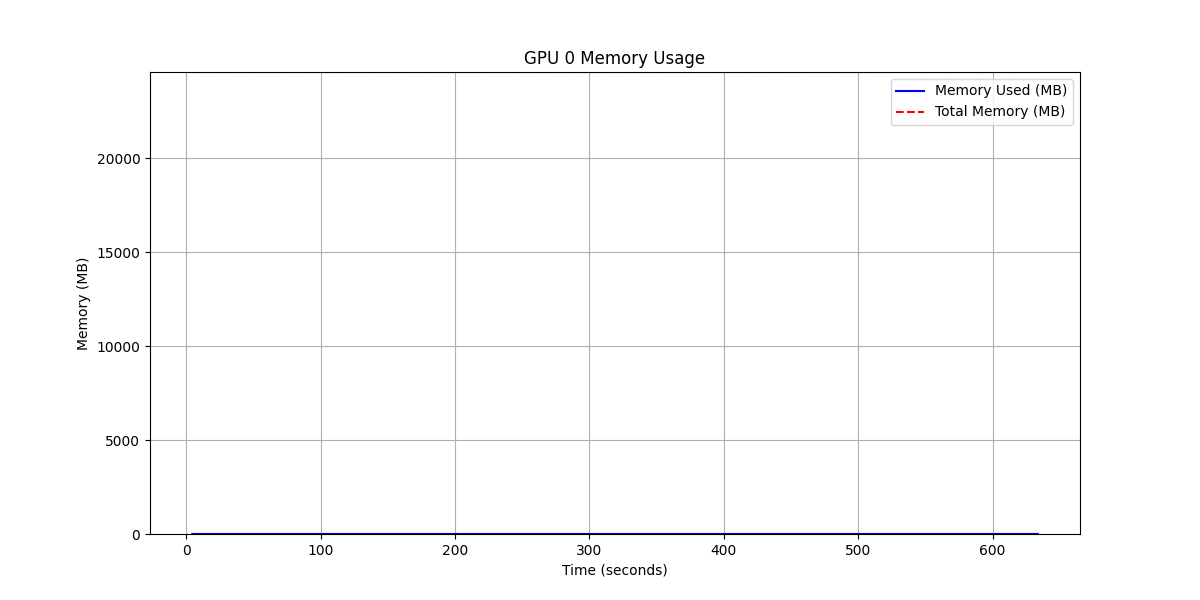 GPU 0 Memory Usage
Memory Used (MB)
Total Memory (MB)
Memory (MB)
20000
15000
10000
5000
0
0 100 200 300 400 500 600
Time (seconds)